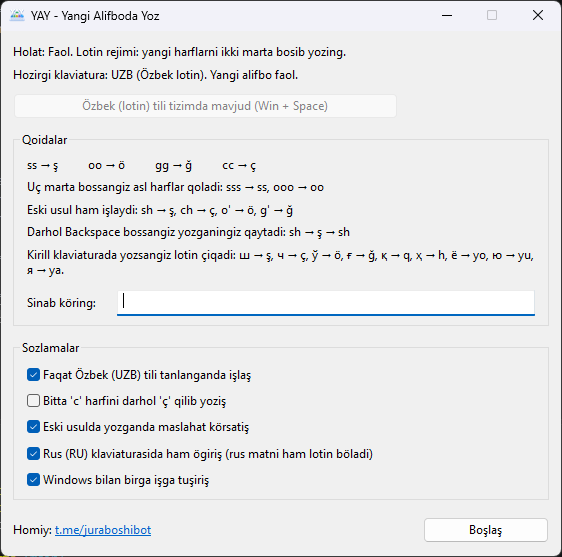 YAY - Yangi Alifboda Yoz
Holat: Faol. Lotin rejimi: yangi harflarni ikki marta bosib yozing.
Hozirgi klaviatura: UZB (Özbek lotin). Yangi alifbo faol.
Özbek (lotin) tili tizimda mavjud (Win + Space)
Qoidalar
ss → ş oo → ö gg → ğ cc → ç
Uç marta bossangiz asl harflar qoladi: sss → ss, ooo → oo
Eski usul ham işlaydi: sh → ş, ch → ç, o' → ö, g' → ğ
Darhol Backspace bossangiz yozganingiz qaytadi: sh → ş → sh
Kirill klaviaturada yozsangiz lotin çiqadi: ш → ş, ч → ç, ў → ö, ғ → ğ, қ → q, ҳ → h, ё → yo, ю → yu,
я → ya.
Sinab köring:
Sozlamalar
Faqat Özbek (UZB) tili tanlanganda işlaş
Bitta 'c' harfini darhol 'ç' qilib yoziş
Eski usulda yozganda maslahat körsatiş
Rus (RU) klaviaturasida ham ögiriş (rus matni ham lotin böladi)
Windows bilan birga işga tuşiriş
Homiy: t.me/juraboshibot
Boşlaş